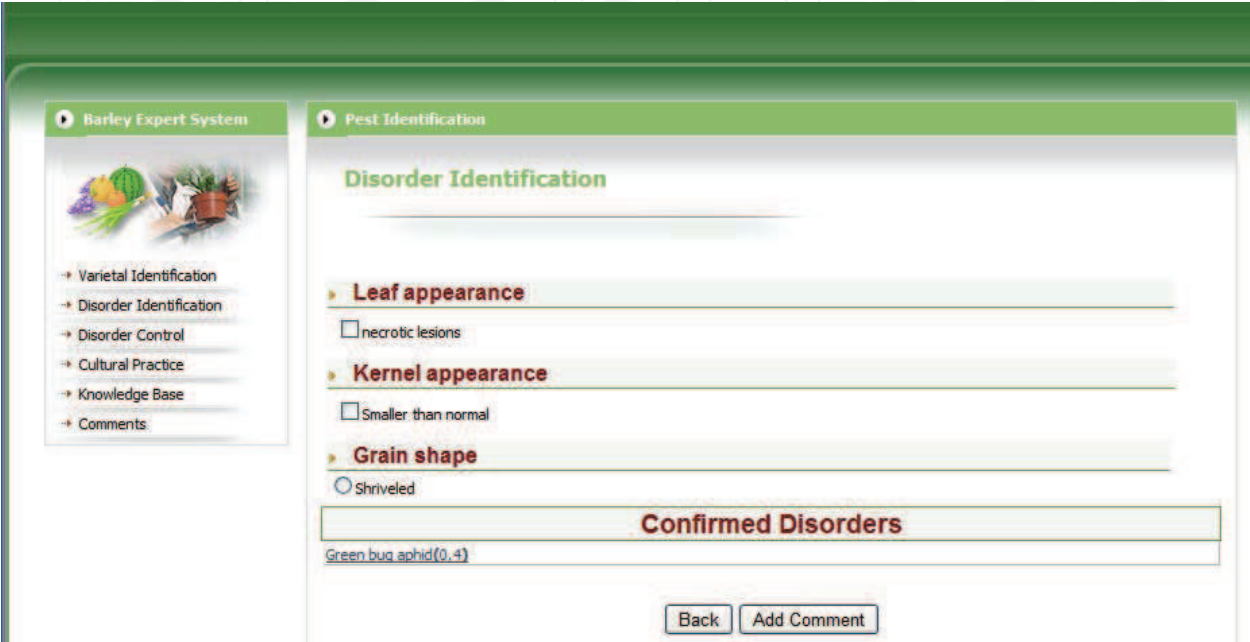 Barley Expert System
Varietal Identification
Disorder Identification
Disorder Control
Cultural Practice
Knowledge Base
Comments
Pest Identification
Disorder Identification
Leaf appearance
necrotic lesions
Kernel appearance
Smaller than normal
Grain shape
Shriveled
Confirmed Disorders
Green bug aphid(0.4)
Back Add Comment